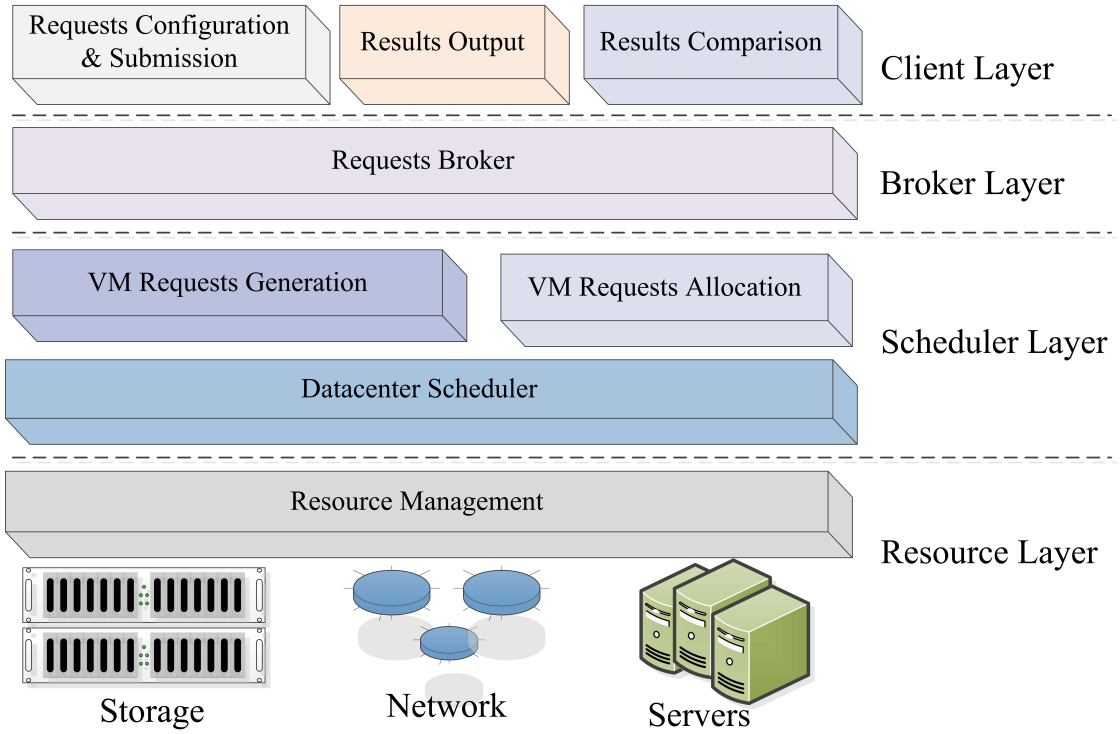 Requests Configuration
& Submission
Results Output
Results Comparison
Client Layer
Requests Broker
Broker Layer
VM Requests Generation
VM Requests Allocation
Scheduler Layer
Datacenter Scheduler
Resource Management
Resource Layer
Storage
Network
Servers